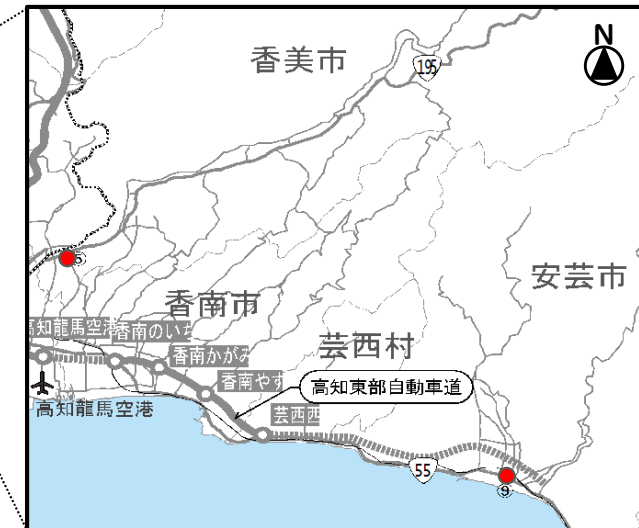 N
香美市
195
安芸市
⑤
香南市
高知龍馬空港
香南のいち
芸西村
香南かがみ
香南やす
高知東部自動車道
高知龍馬空港
芸西西
55
⑨